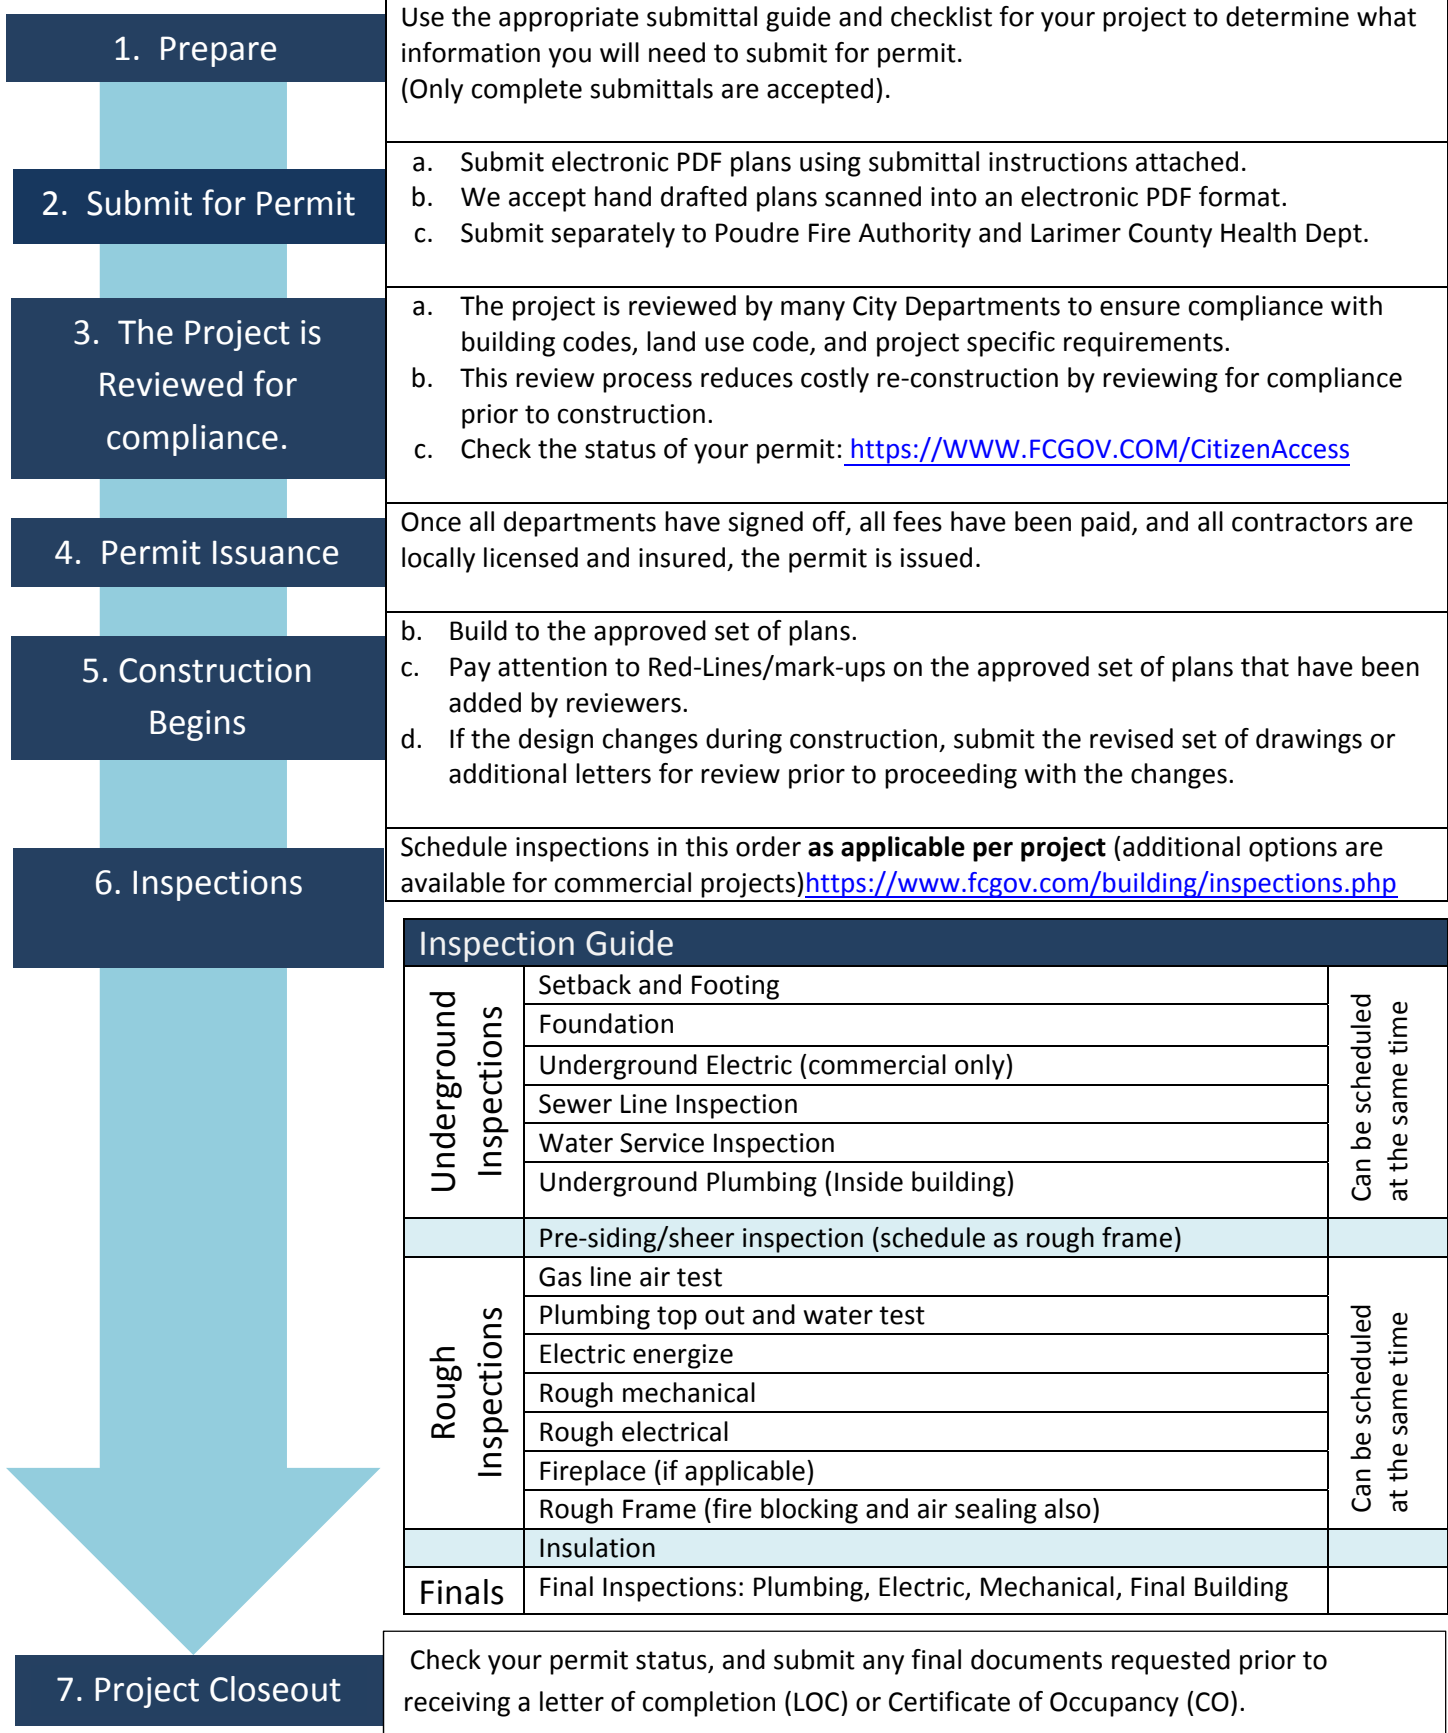 1. Prepare
Use the appropriate submittal guide and checklist for your project to determine what
information you will need to submit for permit.
(Only complete submittals are accepted).
2. Submit for Permit
a. Submit electronic PDF plans using submittal instructions attached.
b. We accept hand drafted plans scanned into an electronic PDF format.
c. Submit separately to Poudre Fire Authority and Larimer County Health Dept.
3. The Project is
Reviewed for
compliance.
a. The project is reviewed by many City Departments to ensure compliance with
building codes, land use code, and project specific requirements.
b. This review process reduces costly re-construction by reviewing for compliance
prior to construction.
c. Check the status of your permit: https://WWW.FCGOV.COM/CitizenAccess
4. Permit Issuance
Once all departments have signed off, all fees have been paid, and all contractors are
locally licensed and insured, the permit is issued.
5. Construction
Begins
b. Build to the approved set of plans.
c. Pay attention to Red-Lines/mark-ups on the approved set of plans that have been
added by reviewers.
d. If the design changes during construction, submit the revised set of drawings or
additional letters for review prior to proceeding with the changes.
6. Inspections
Schedule inspections in this order as applicable per project (additional options are
available for commercial projects)https://www.fcgov.com/building/inspections.php
Inspection Guide
Underground
Inspections
Setback and Footing
Foundation
Underground Electric (commercial only)
Sewer Line Inspection
Water Service Inspection
Underground Plumbing (Inside building)
Can be scheduled
at the same time
Pre-siding/sheer inspection (schedule as rough frame)
Rough
Inspections
Gas line air test
Plumbing top out and water test
Electric energize
Rough mechanical
Rough electrical
Fireplace (if applicable)
Rough Frame (fire blocking and air sealing also)
Can be scheduled
at the same time
Insulation
Finals
Final Inspections: Plumbing, Electric, Mechanical, Final Building
7. Project Closeout
Check your permit status, and submit any final documents requested prior to
receiving a letter of completion (LOC) or Certificate of Occupancy (CO).